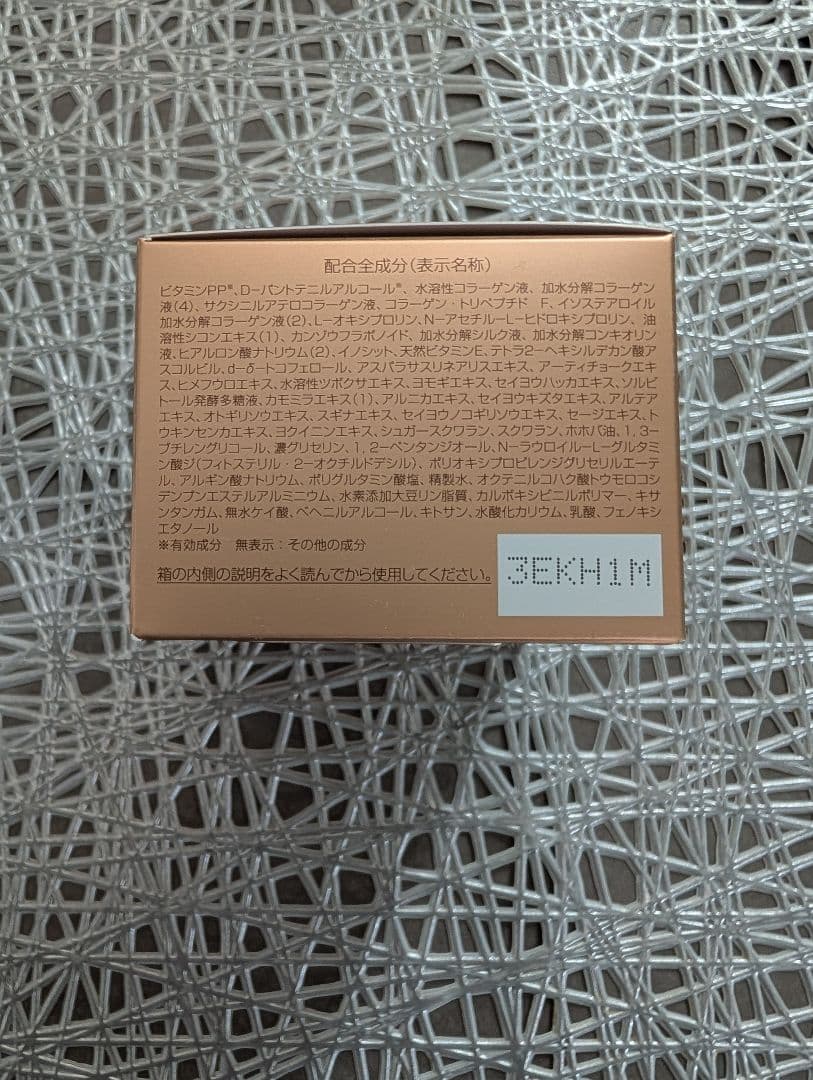 配合全成分(表示名称)
ビタミンPP※、D-パントテニルアルコール※、水溶性コラーゲン液、加水分解コラーゲン
液(4)、サクシニルアテロコラーゲン液、コラーゲン・トリペプチド F、イソステアロイル
加水分解コラーゲン液(2)、L-オキシプロリン、N-アセチル-L-ヒドロキシプロリン、油
溶性シコンエキス(1)、カンゾウフラボノイド、加水分解シルク液、加水分解コンキオリン
液、ヒアルロン酸ナトリウム(2)、イノシット、天然ビタミンE、テトラ2-ヘキシルデカン酸ア
スコルビル、d-δ-トコフェロール、アスパラサスリネアリスエキス、アーティチョークエキ
ス、ヒメフウロエキス、水溶性ツボクサエキス、ヨモギエキス、セイヨウハッカエキス、ソルビ
トール発酵多糖液、カモミラエキス(1)、アルニカエキス、セイヨウキズタエキス、アルテア
エキス、オトギリソウエキス、スギナエキス、セイヨウノコギリソウエキス、セージエキス、ト
ウキンセンカエキス、ヨクイニンエキス、シュガースクワラン、スクワラン、ホホバ油、1,3-
ブチレングリコール、濃グリセリン、1,2-ペンタンジオール、N-ラウロイル-L-グルタミ
ン酸ジ(フィトステリル・2-オクチルドデシル)、ポリオキシプロピレンジグリセリルエーテ
ル、アルギン酸ナトリウム、ポリグルタミン酸塩、精製水、オクテニルコハク酸トウモロコシ
デンプンエステルアルミニウム、水素添加大豆リン脂質、カルボキシビニルポリマー、キサ
ンタンガム、無水ケイ酸、ベヘニルアルコール、キトサン、水酸化カリウム、乳酸、フェノキシ
エタノール
※有効成分 無表示:その他の成分
箱の内側の説明をよく読んでから使用してください。
3EKH1M